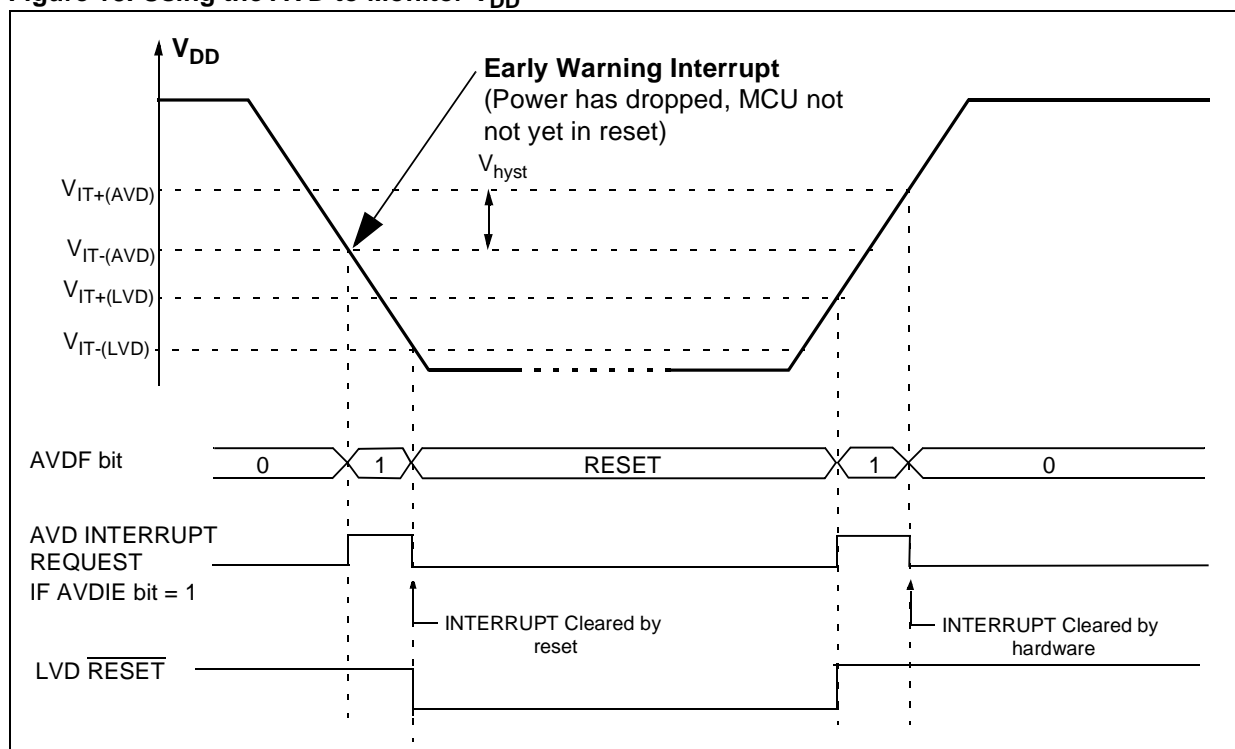 Figure 18. Using the AVD to Monitor VDD
VDD
Early Warning Interrupt
(Power has dropped, MCU not
not yet in reset)
Vhyst
VIT+(AVD)
VIT-(AVD)
VIT+(LVD)
VIT-(LVD)
AVDF bit
0
1
RESET
1
0
AVD INTERRUPT
REQUEST
IF AVDIE bit = 1
INTERRUPT Cleared by
reset
INTERRUPT Cleared by
hardware
LVD RESET